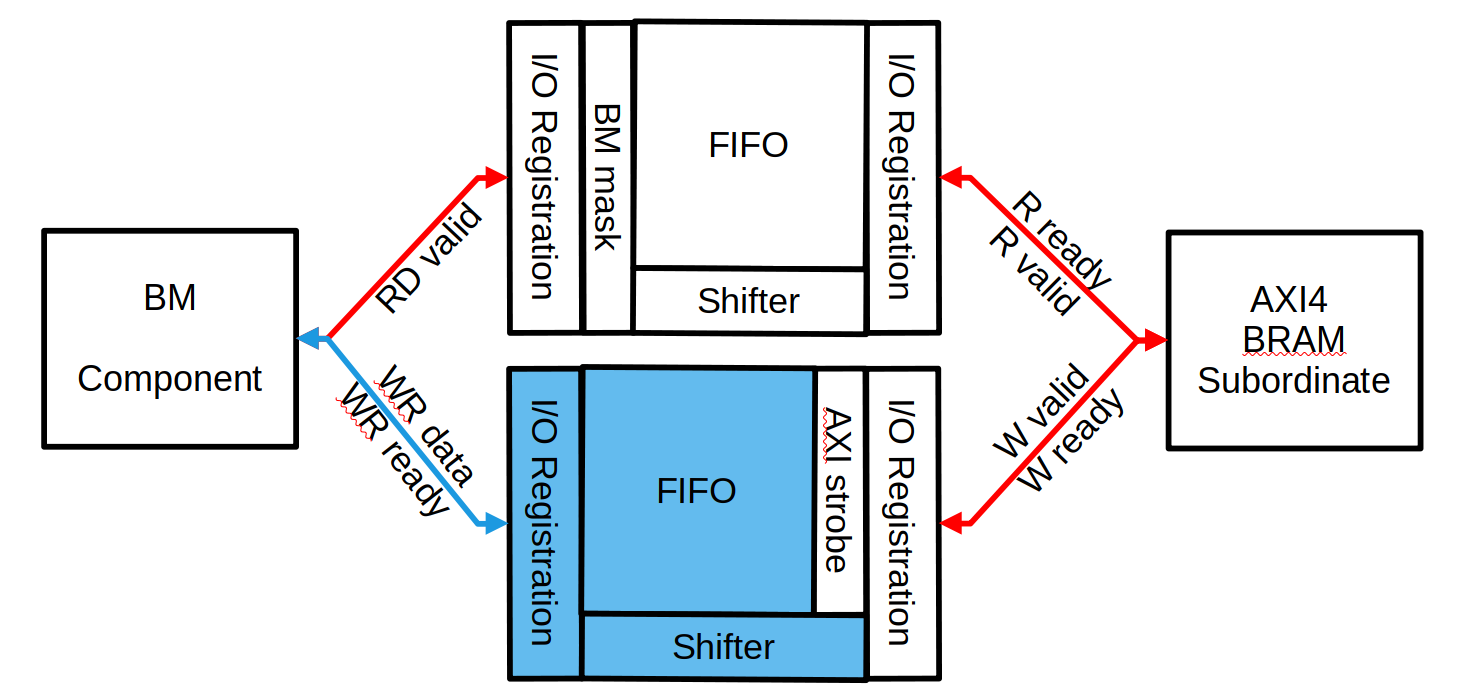 BM
Component
RD valid
WR data
WR ready
I/O Registration
BM mask
FIFO
Shifter
I/O Registration
I/O Registration
FIFO
AXI strobe
Shifter
I/O Registration
R ready
R valid
W valid
W ready
AXI4
BRAM
Subordinate